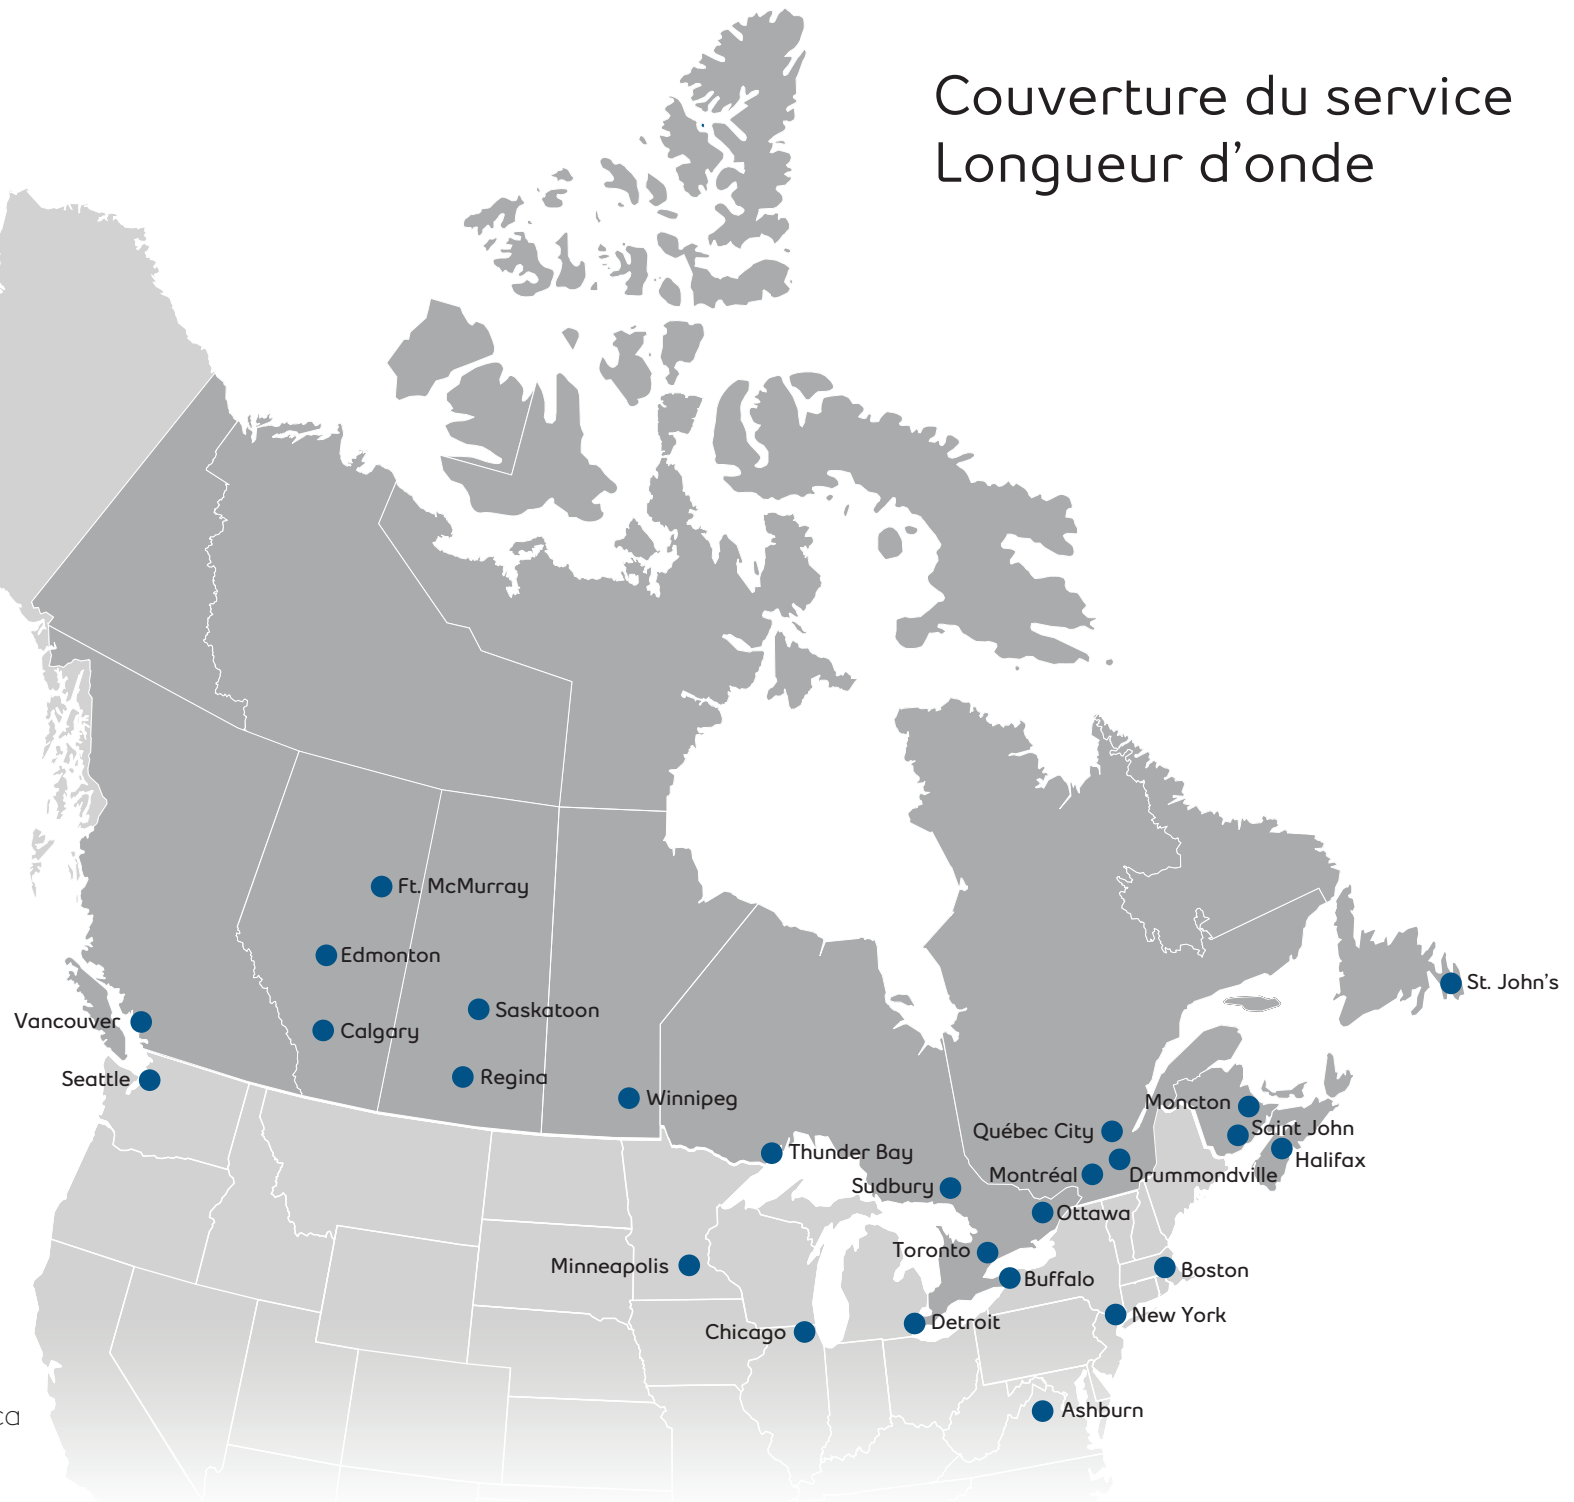 Couverture du service
Longueur d'onde
Ft. McMurray
Edmonton
St. John's
Saskatoon
Vancouver
Calgary
Seattle
Regina
Winnipeg
Moncton
Québec City
Saint John
Thunder Bay
Halifax
Montréal
Drummondville
Sudbury
Ottawa
Toronto
Minneapolis
Buffalo
Boston
New York
Detroit
Chicago
Ashburn
ca